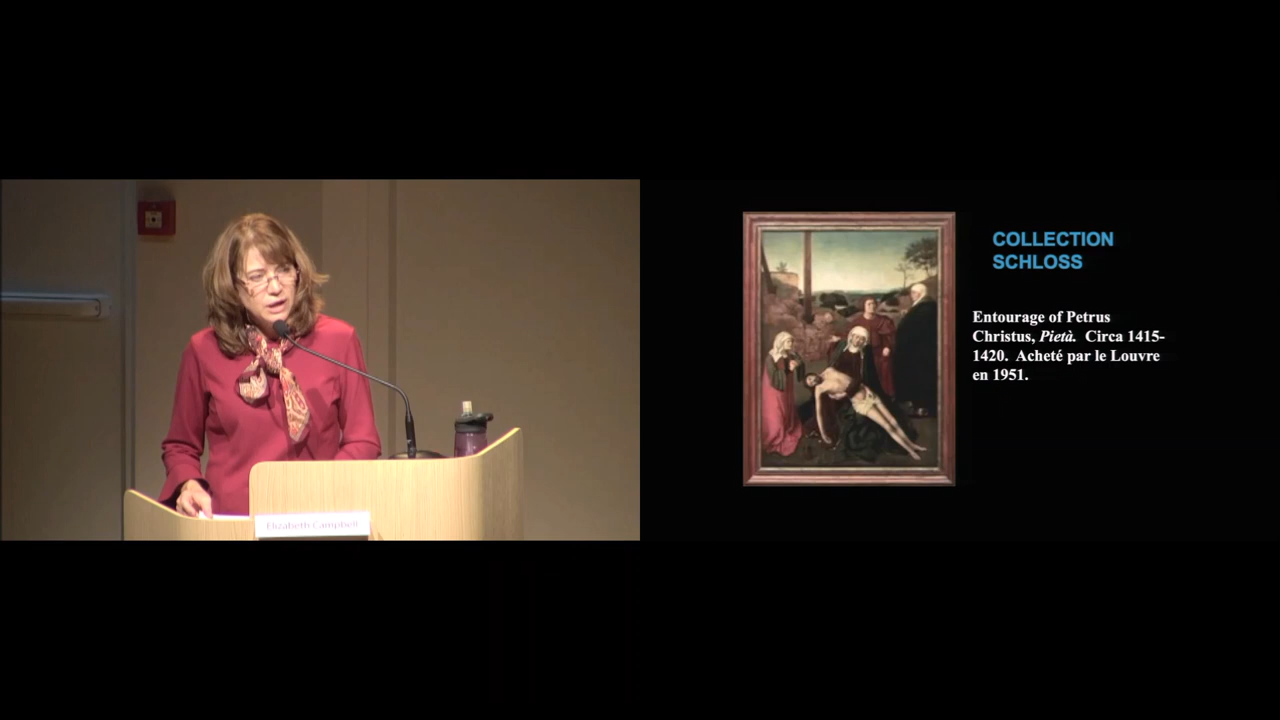 Elizabeth Campbell
COLLECTION
SCHLOSS
Entourage of Petrus
Christus, Pietà. Circa 1415-
1420. Acheté par le Louvre
en 1951.